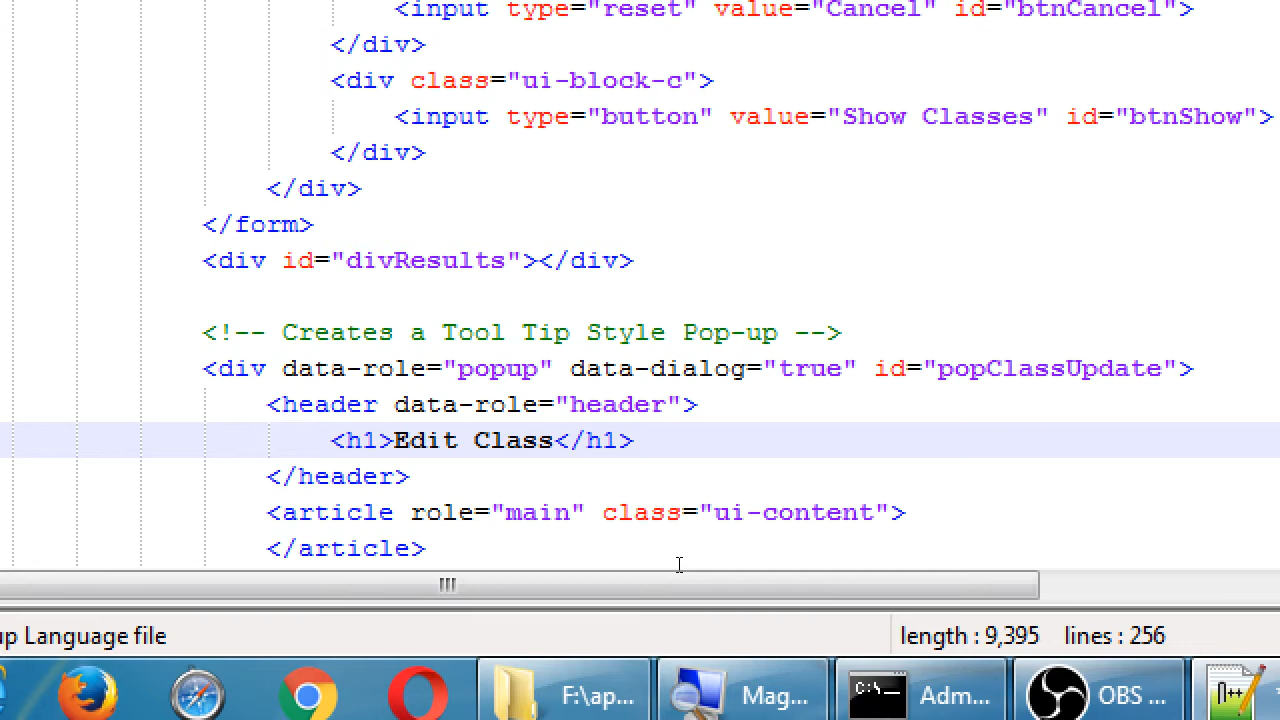 <input type="reset" value="Cancel" id="btnCancel">
</div>
<div class="ui-block-c">
<input type="button" value="Show Classes" id="btnShow">
</div>
</div>
</form>
<div id="divResults"></div>
<!-- Creates a Tool Tip Style Pop-up -->
<div data-role="popup" data-dialog="true" id="popClassUpdate">
<header data-role="header">
<h1>Edit Class</h1>
</header>
<article role="main" class="ui-content">
</article>
up Language file length : 9,395 lines : 256
F:\ap... Mag... C:\ Adm... OBS ... n++